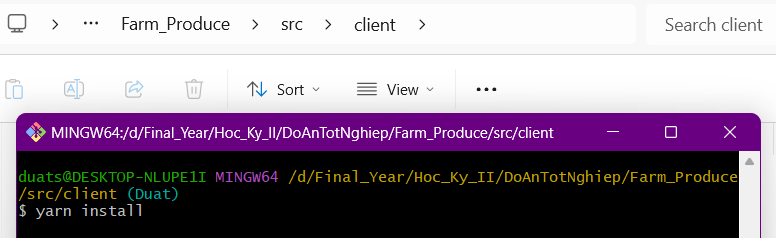 ... Farm_Produce src client Search client
Sort View ...
MINGW64:/d/Final_Year/Hoc_Ky_II/DoAnTotNghiep/Farm_Produce/src/client
duats@DESKTOP-NLUPE1I MINGW64 /d/Final_Year/Hoc_Ky_II/DoAnTotNghiep/Farm_Produce
/src/client (Duat)
$ yarn install